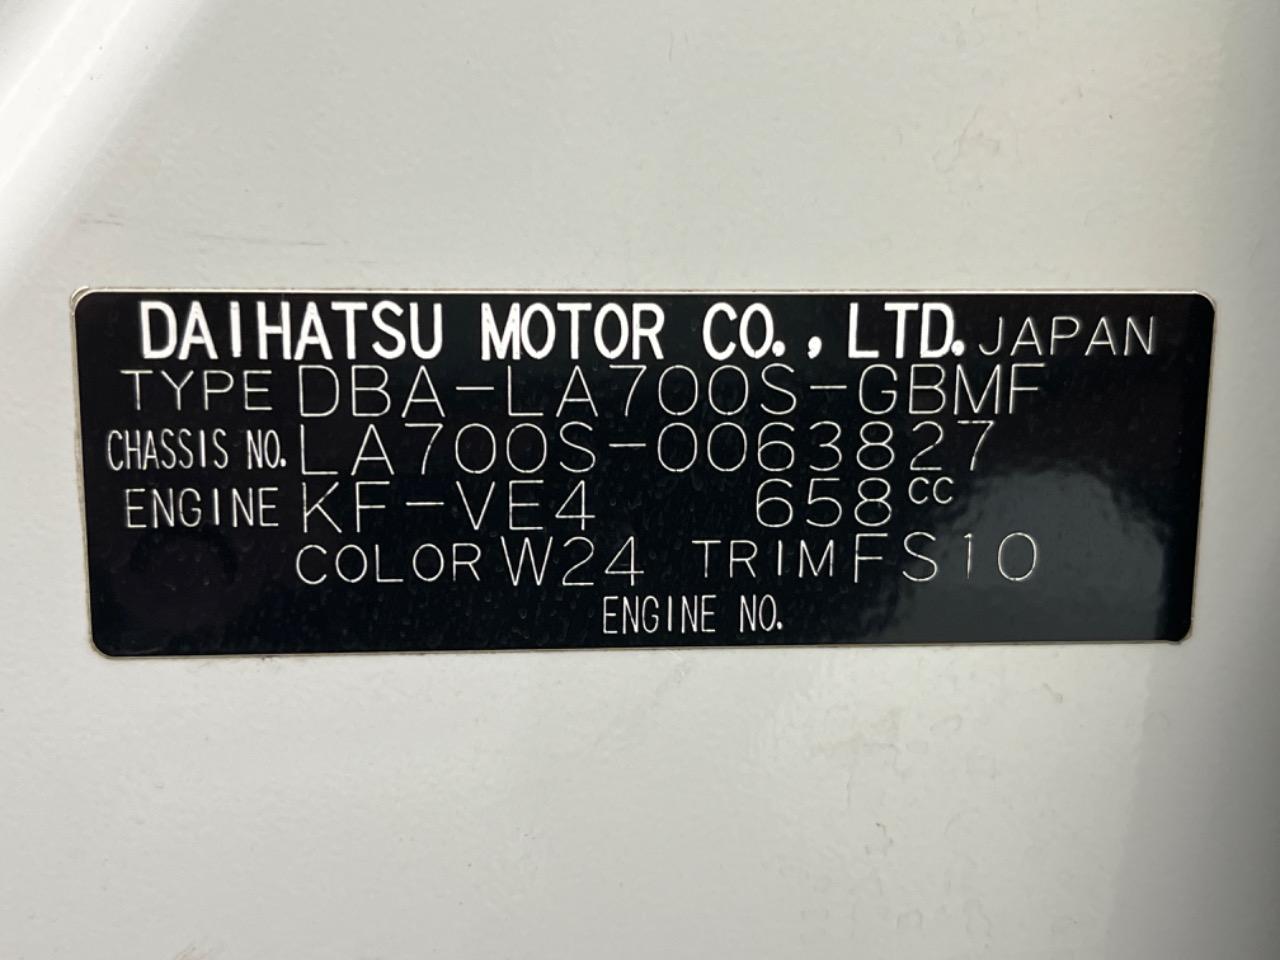 DAIHATSU MOTOR CO., LTD. JAPAN
TYPE DBA-LA700S-GBMF
CHASSIS NO. LA700S-0063827
ENGINE KF-VE4 658cc
COLOR W24 TRIM FS10
ENGINE NO.